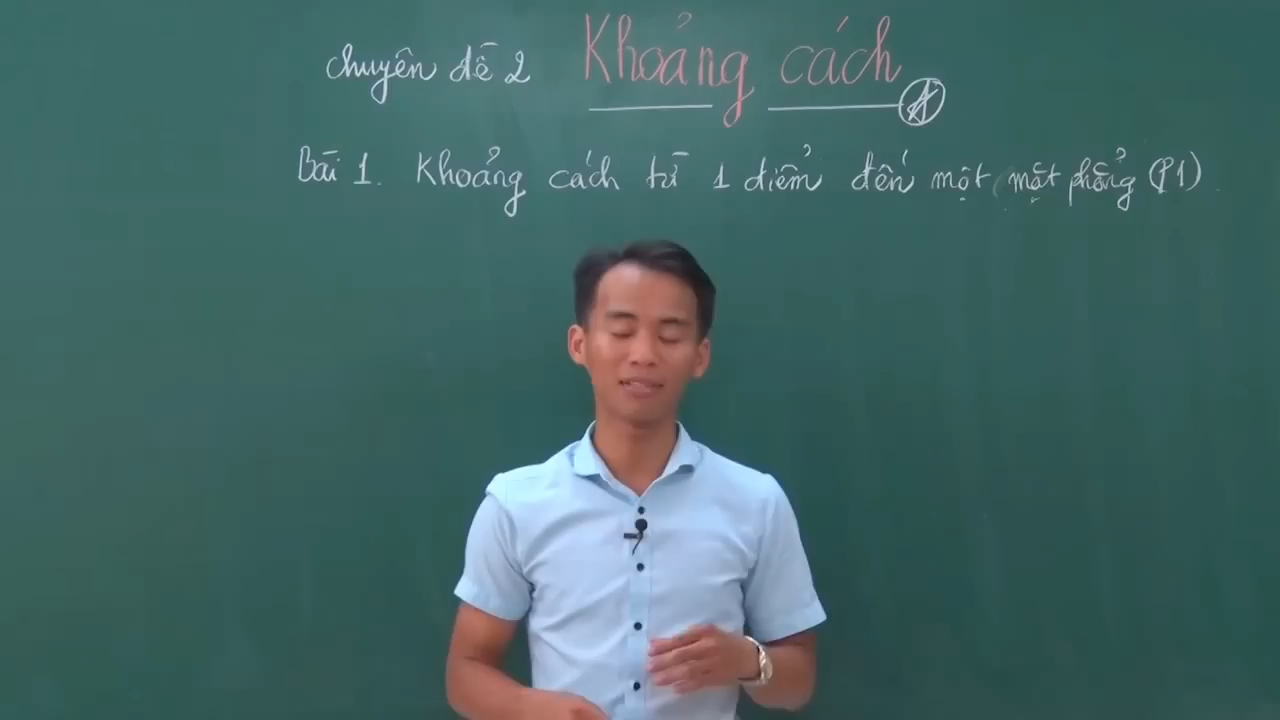 Chuyên đề 2 Khoảng cách
Bài 1. Khoảng cách từ 1 điểm đến một mặt phẳng (P1)